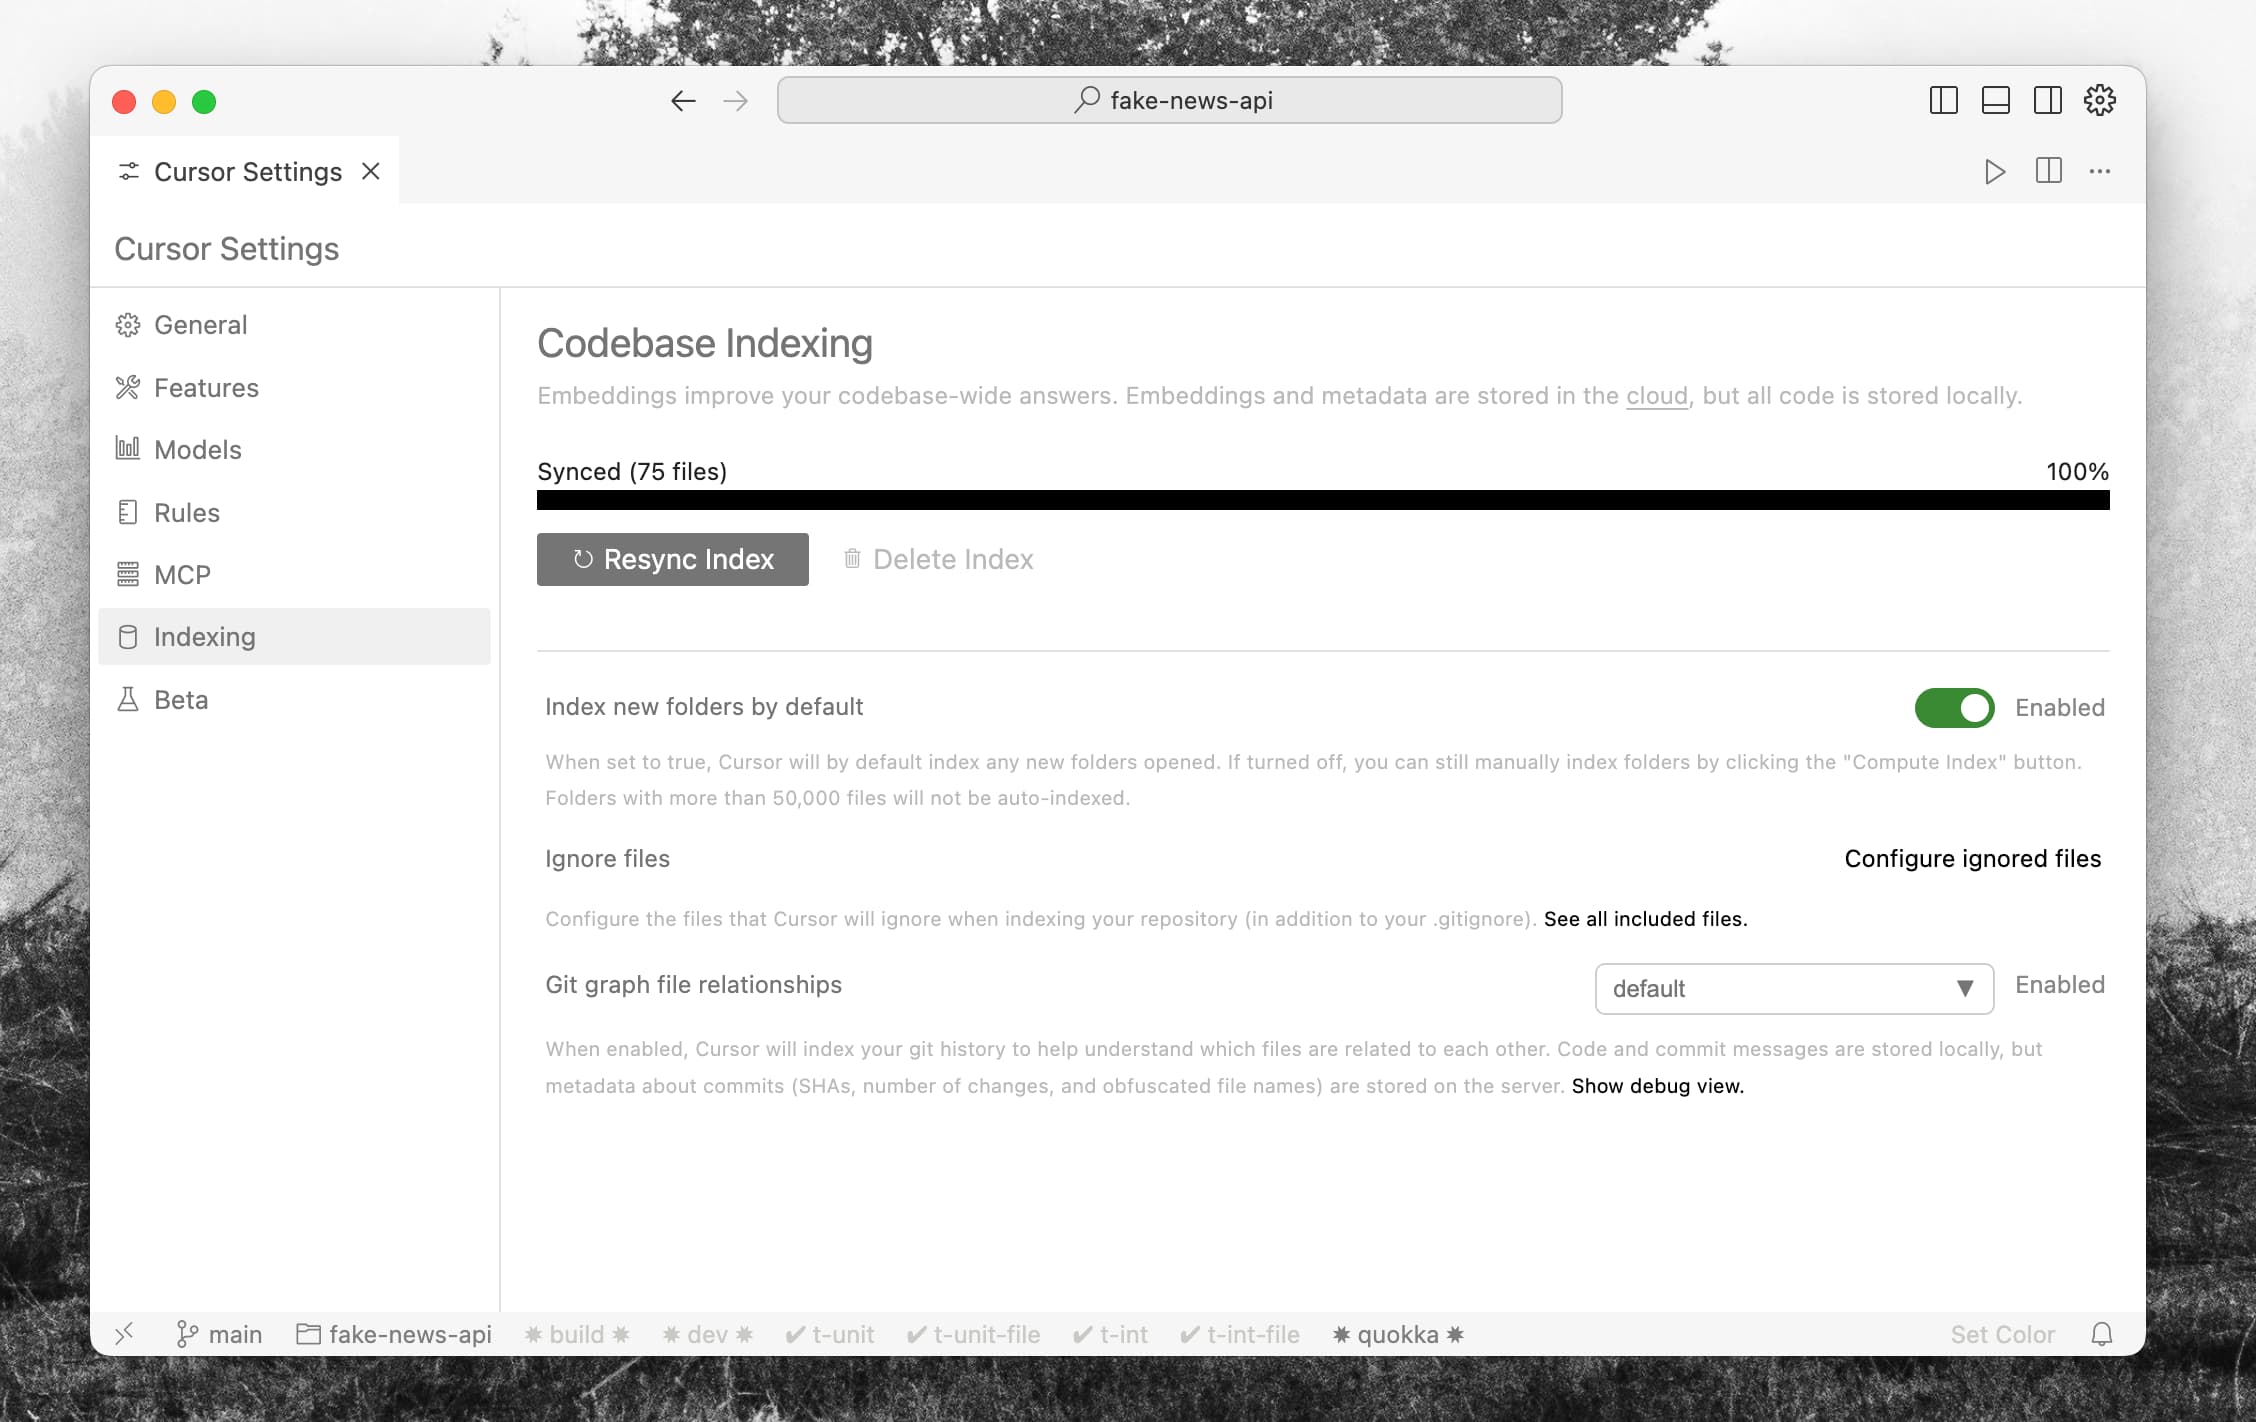 fake-news-api
Cursor Settings
Cursor Settings
General
Features
Models
Rules
MCP
Indexing
Beta
Codebase Indexing
Embeddings improve your codebase-wide answers. Embeddings and metadata are stored in the cloud, but all code is stored locally.
Synced (75 files) 100%
Resync Index Delete Index
Index new folders by default Enabled
When set to true, Cursor will by default index any new folders opened. If turned off, you can still manually index folders by clicking the "Compute Index" button.
Folders with more than 50,000 files will not be auto-indexed.
Ignore files Configure ignored files
Configure the files that Cursor will ignore when indexing your repository (in addition to your .gitignore). See all included files.
Git graph file relationships default Enabled
When enabled, Cursor will index your git history to help understand which files are related to each other. Code and commit messages are stored locally, but
metadata about commits (SHAs, number of changes, and obfuscated file names) are stored on the server. Show debug view.
main fake-news-api ✷ build ✷ ✷ dev ✷ ✔ t-unit ✔ t-unit-file ✔ t-int ✔ t-int-file ✷ quokka ✷ Set Color